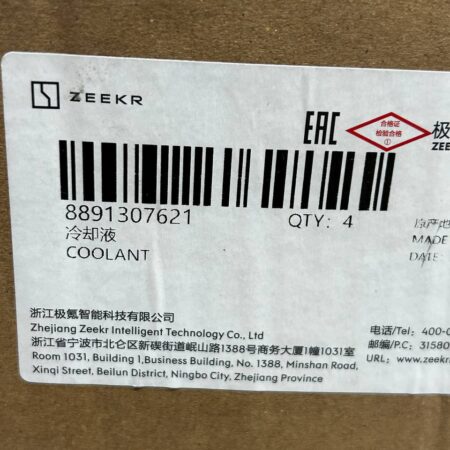 ZEEKR
EAC
合格证
检验合格
①
极
ZEE
8891307621
QTY: 4
冷却液
COOLANT
原产地
MADE
DATE:
浙江极氪智能科技有限公司
Zhejiang Zeekr Intelligent Technology Co., Ltd
浙江省宁波市北仑区新碶街道岷山路1388号商务大厦1幢1031室
Room 1031, Building 1,Business Building, No. 1388, Minshan Road,
Xinqi Street, Beilun District, Ningbo City, Zhejiang Province
电话/Tel: 400-0
邮编/P.C: 31580
URL: www.zeekr